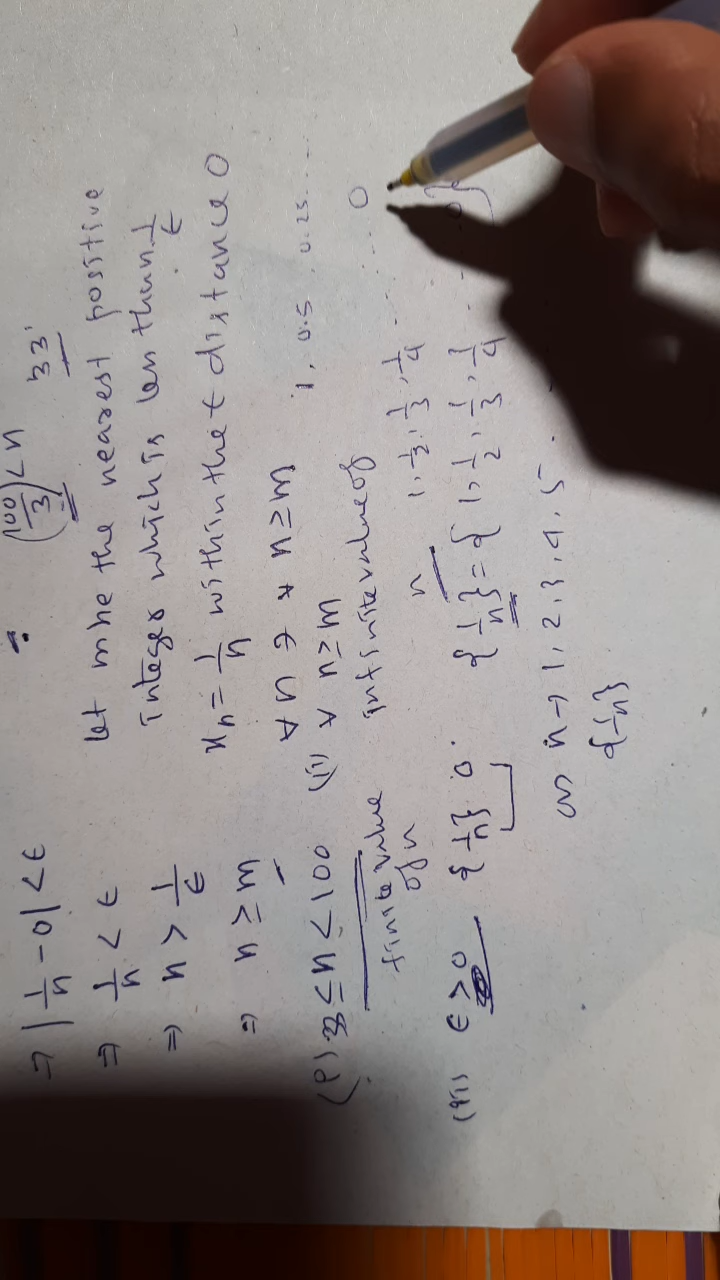 ⇒ |1/n - 0| < ε
(100/3) < n 33'
⇒ 1/n < ε
let m be the nearest positive
⇒ n > 1/ε
integer which is len than 1/ε
⇒ n ≥ m
xn = 1/n within the ε distance 0
∀ n ≥ m
1, 0.5, 0.25.....
≤ n < 100
finite value
of n
(ii) ∀ n ≥ m
infinite value of
n
0
1, 1/2, 1/3, 1/4 .....
(iii) ε > 0
{1/n} 0.
{1/n} = { 1, 1/2, 1/3, 1/4 ..... 0}
as n → 1, 2, 3, 4, 5 . -
{1/n}